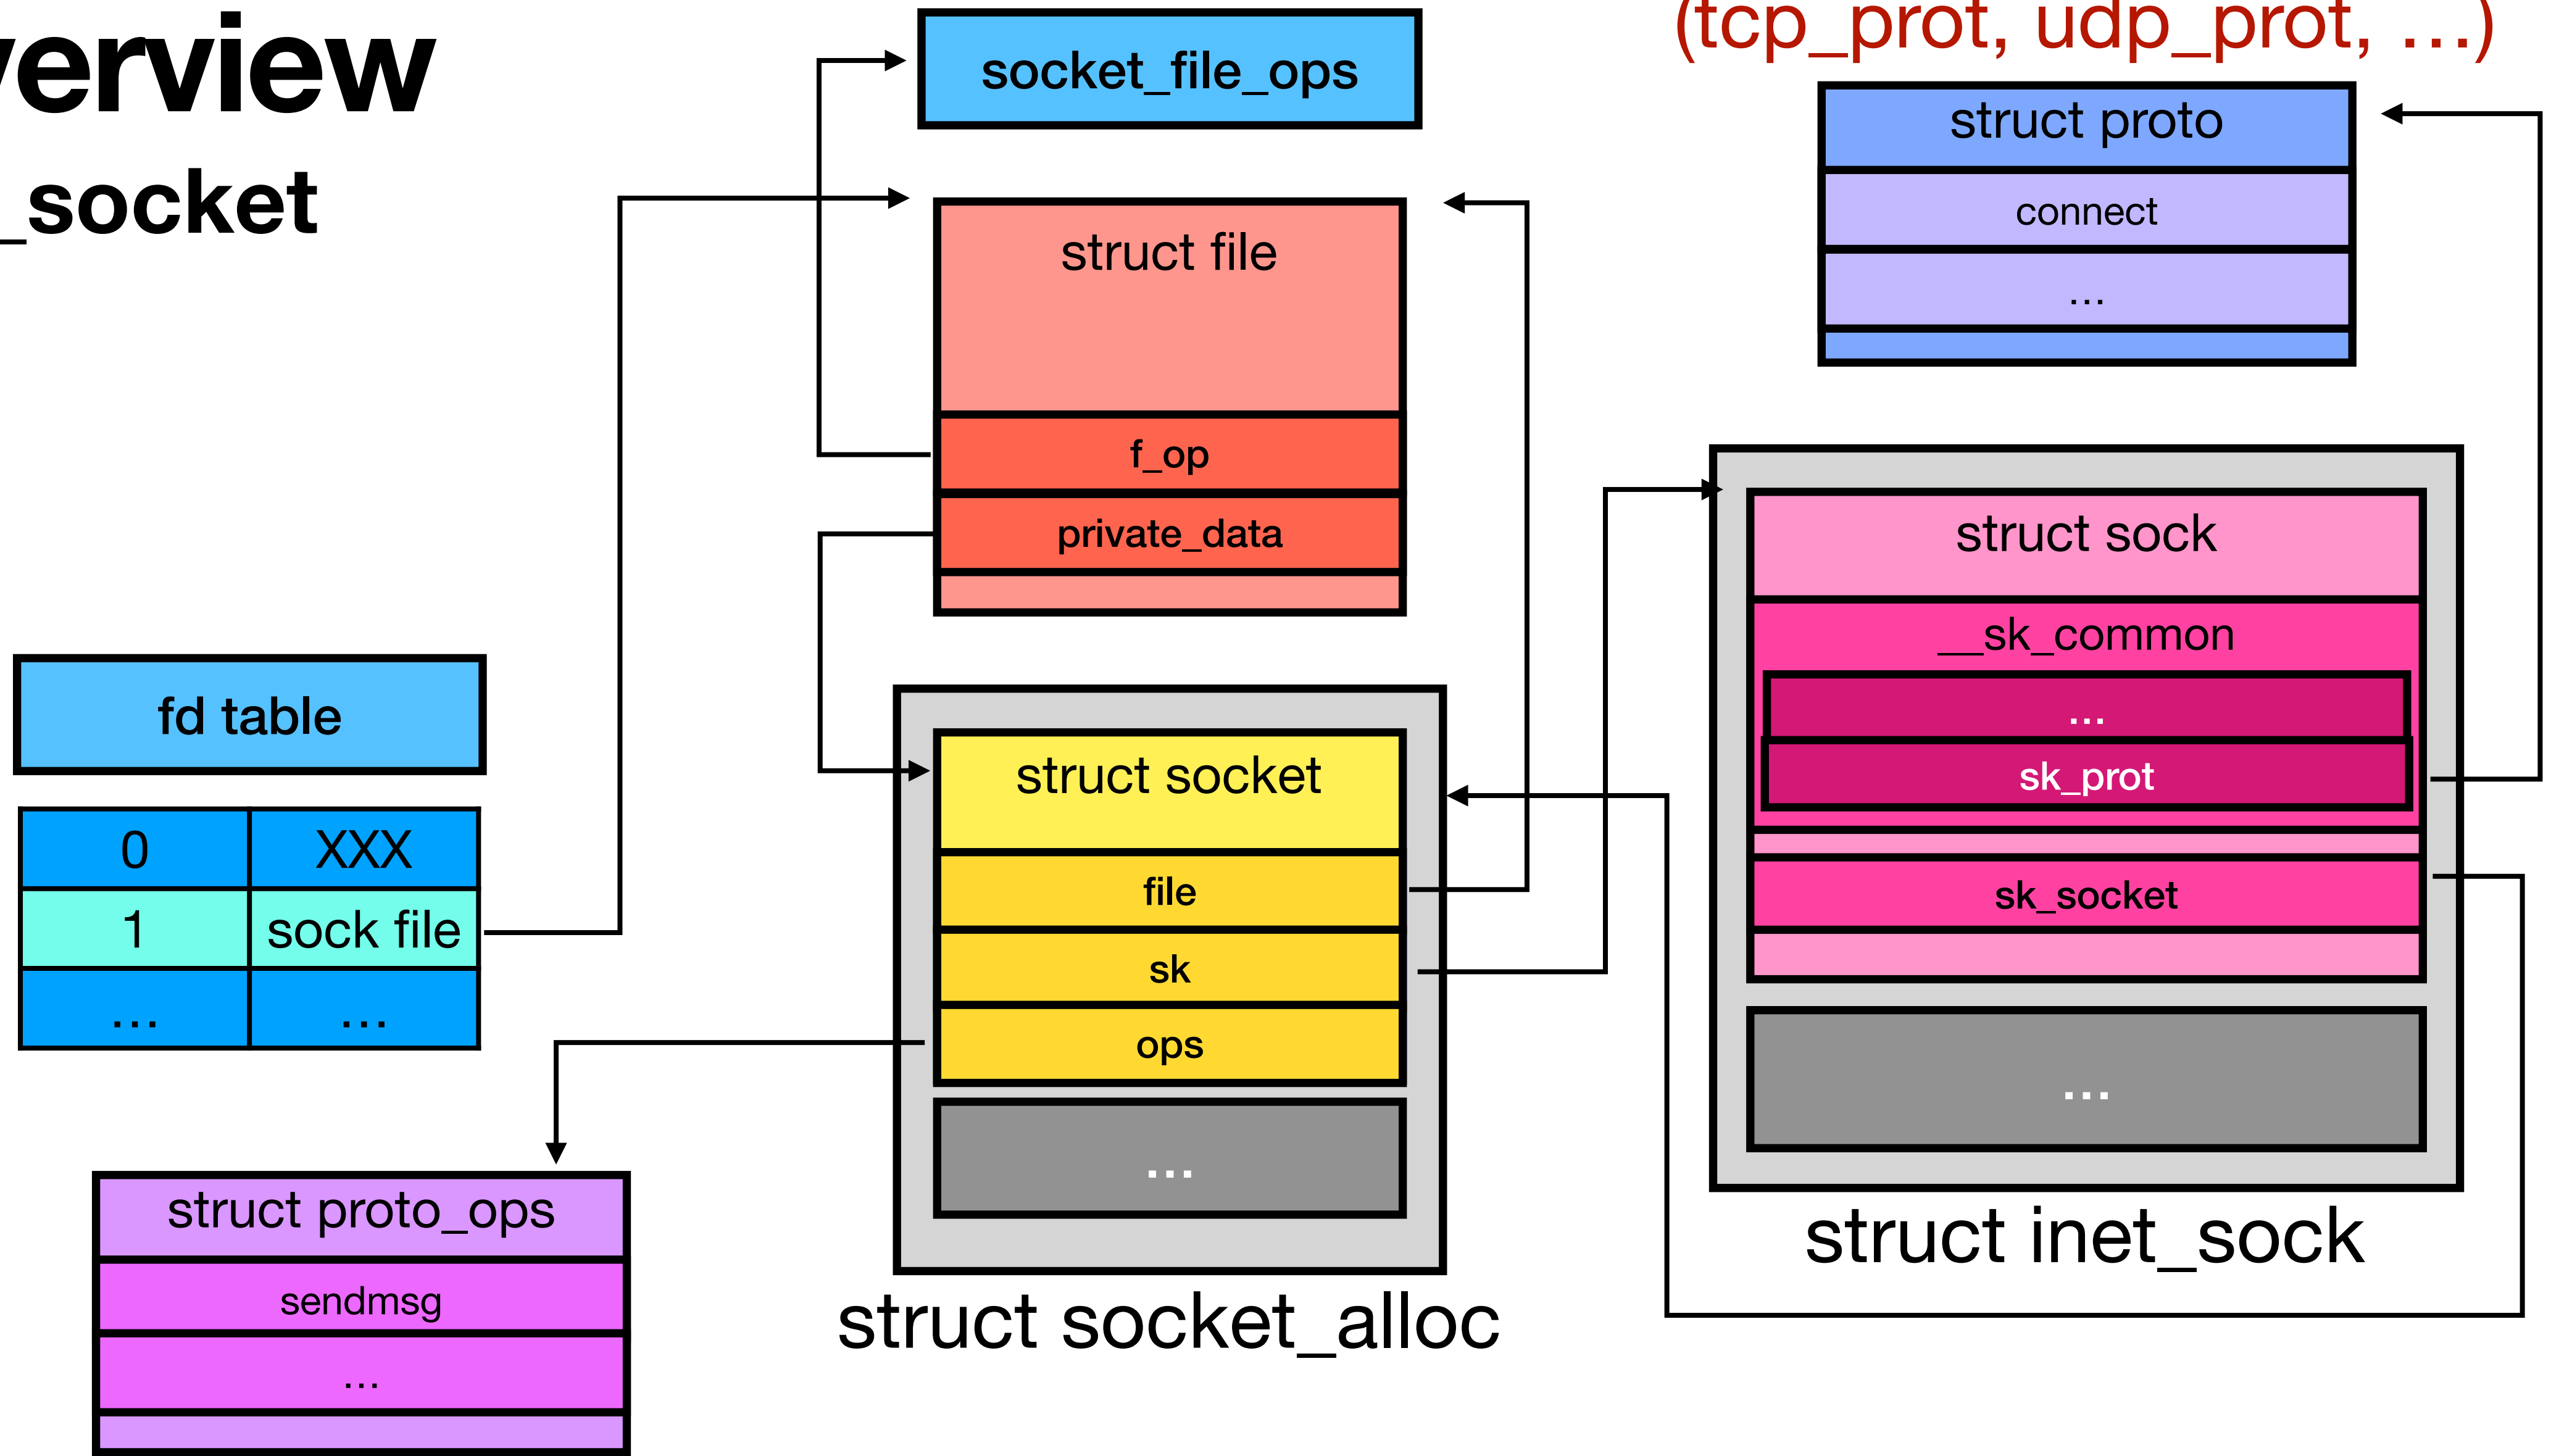 verview
_socket
socket_file_ops
(tcp_prot, udp_prot, ...)
struct proto
connect
...
struct file
f_op
private_data
struct sock
__sk_common
...
sk_prot
sk_socket
...
struct inet_sock
fd table
0 XXX
1 sock file
... ...
struct socket
file
sk
ops
...
struct socket_alloc
struct proto_ops
sendmsg
...